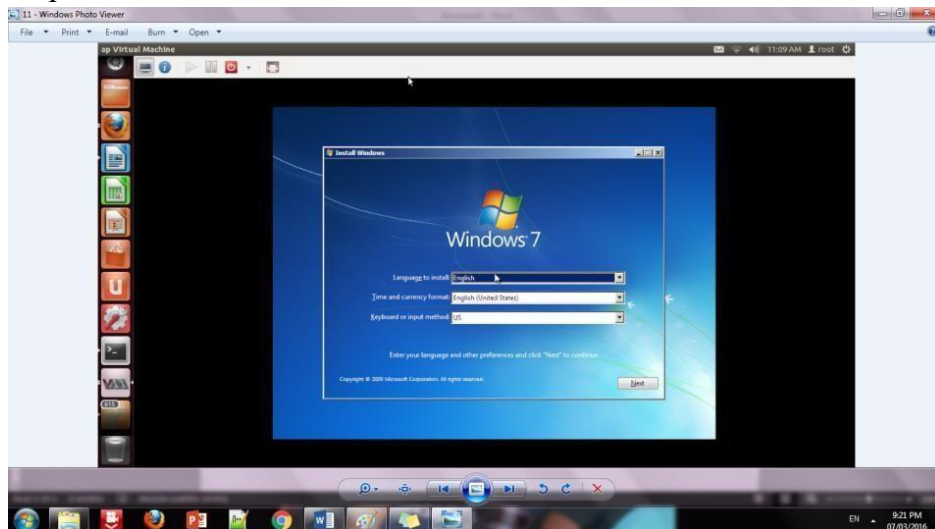 11 - Windows Photo Viewer
File Print E-mail Burn Open
ap Virtual Machine 11:09 AM root
Install Windows
Windows 7
Language to install: English
Time and currency format: English (United States)
Keyboard or input method: US
Enter your language and other preferences and click "Next" to continue.
Copyright © 2009 Microsoft Corporation. All rights reserved.
Next
EN 9:21 PM
07/03/2016